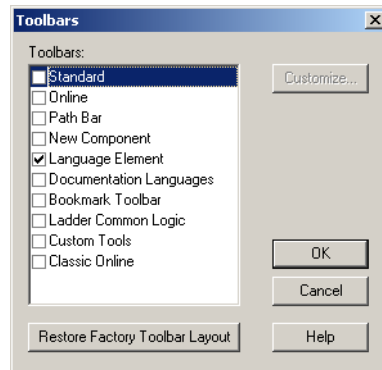 Toolbars
Toolbars:
Standard
Customize...
Online
Path Bar
New Component
Language Element
Documentation Languages
Bookmark Toolbar
Ladder Common Logic
Custom Tools
Classic Online
OK
Cancel
Restore Factory Toolbar Layout
Help